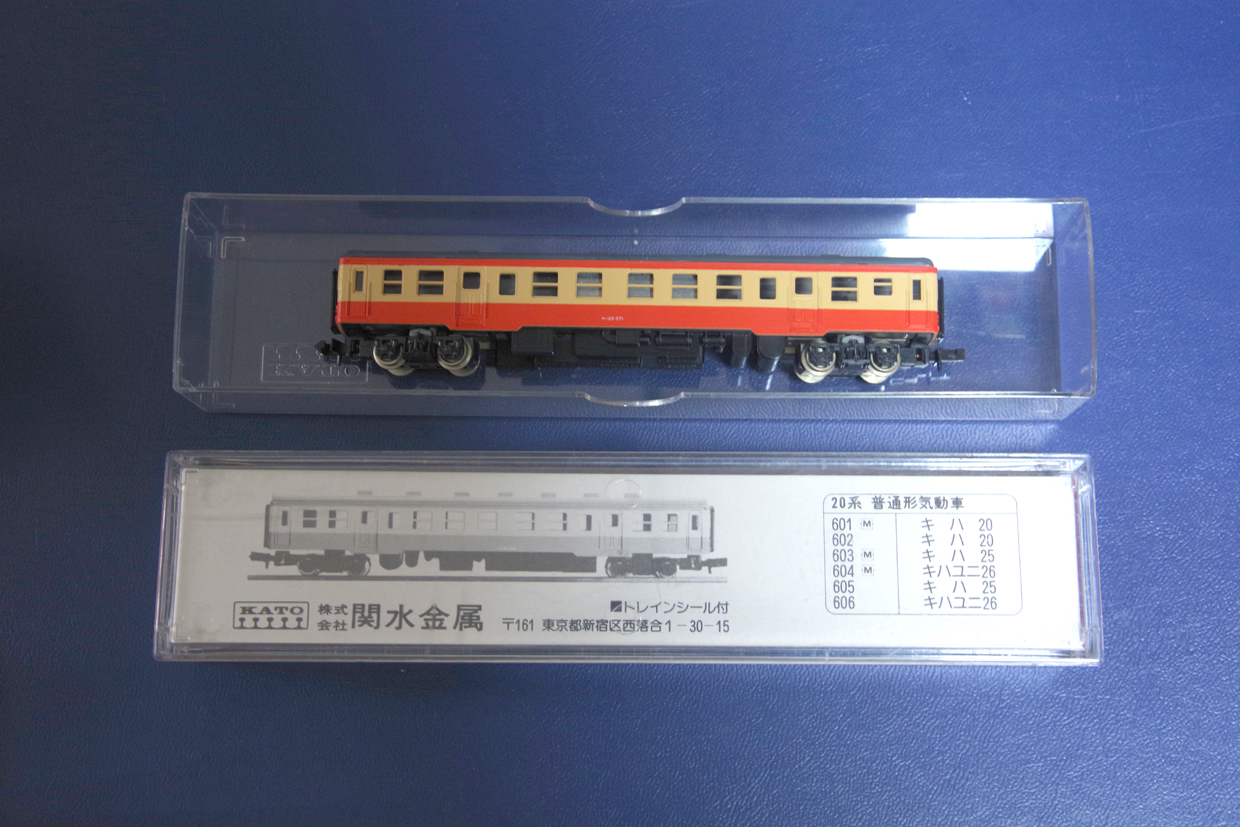 KATO
20系 普通形気動車
601 M キハ 20
602 キハ 20
603 M キハ 25
604 M キハユニ26
605 キハ 25
606 キハユニ26
KATO 株式会社 関水金属
トレインシール付
〒161 東京都新宿区西落合1-30-15